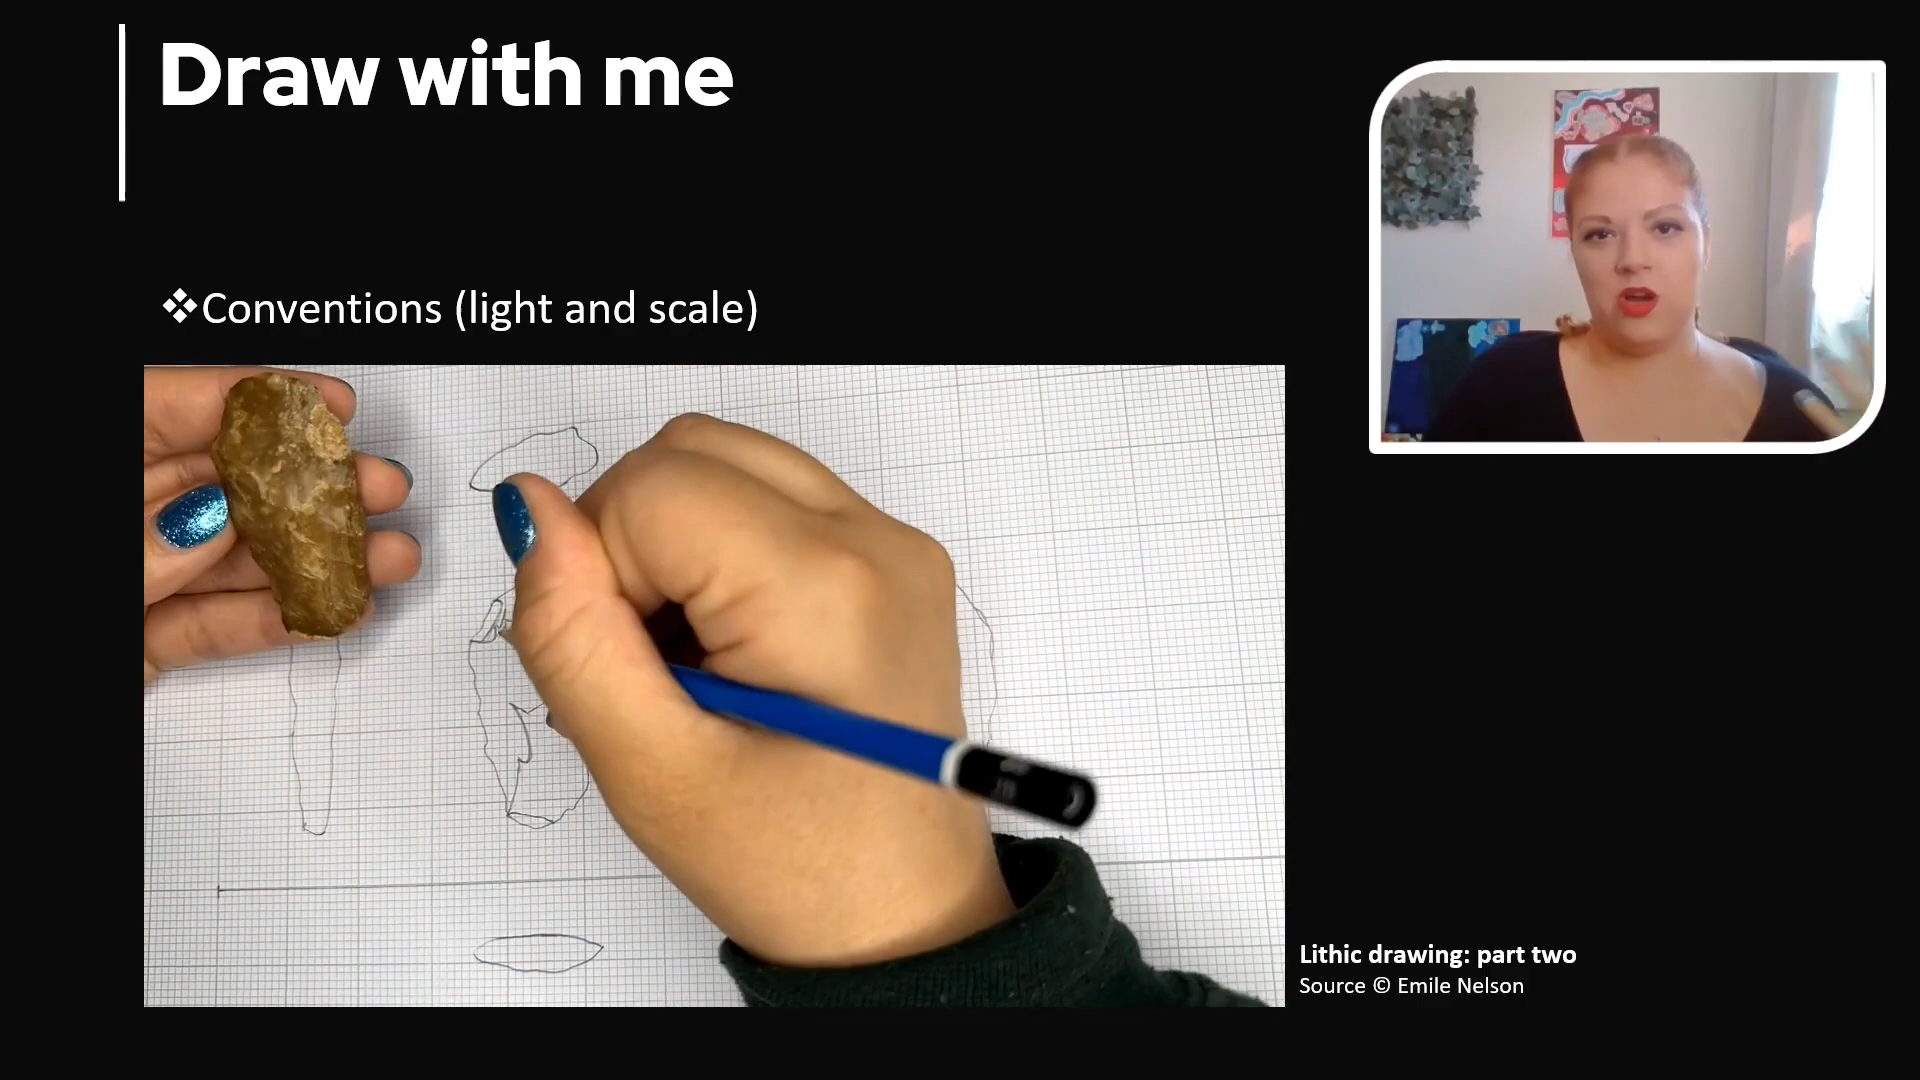 Draw with me
❖Conventions (light and scale)
Lithic drawing: part two
Source © Emile Nelson